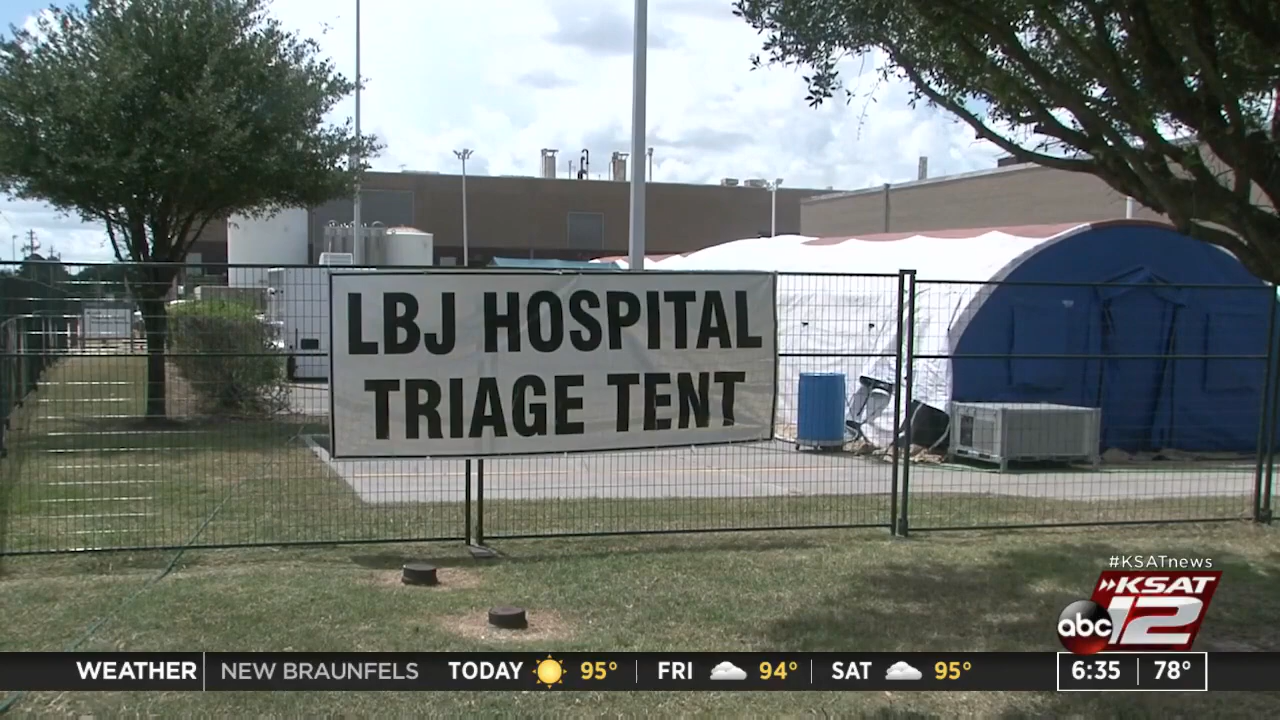 LBJ HOSPITAL
TRIAGE TENT
#KSATnews
KSAT
abc 12
WEATHER NEW BRAUNFELS TODAY 95° FRI 94° SAT 95° 6:35 78°